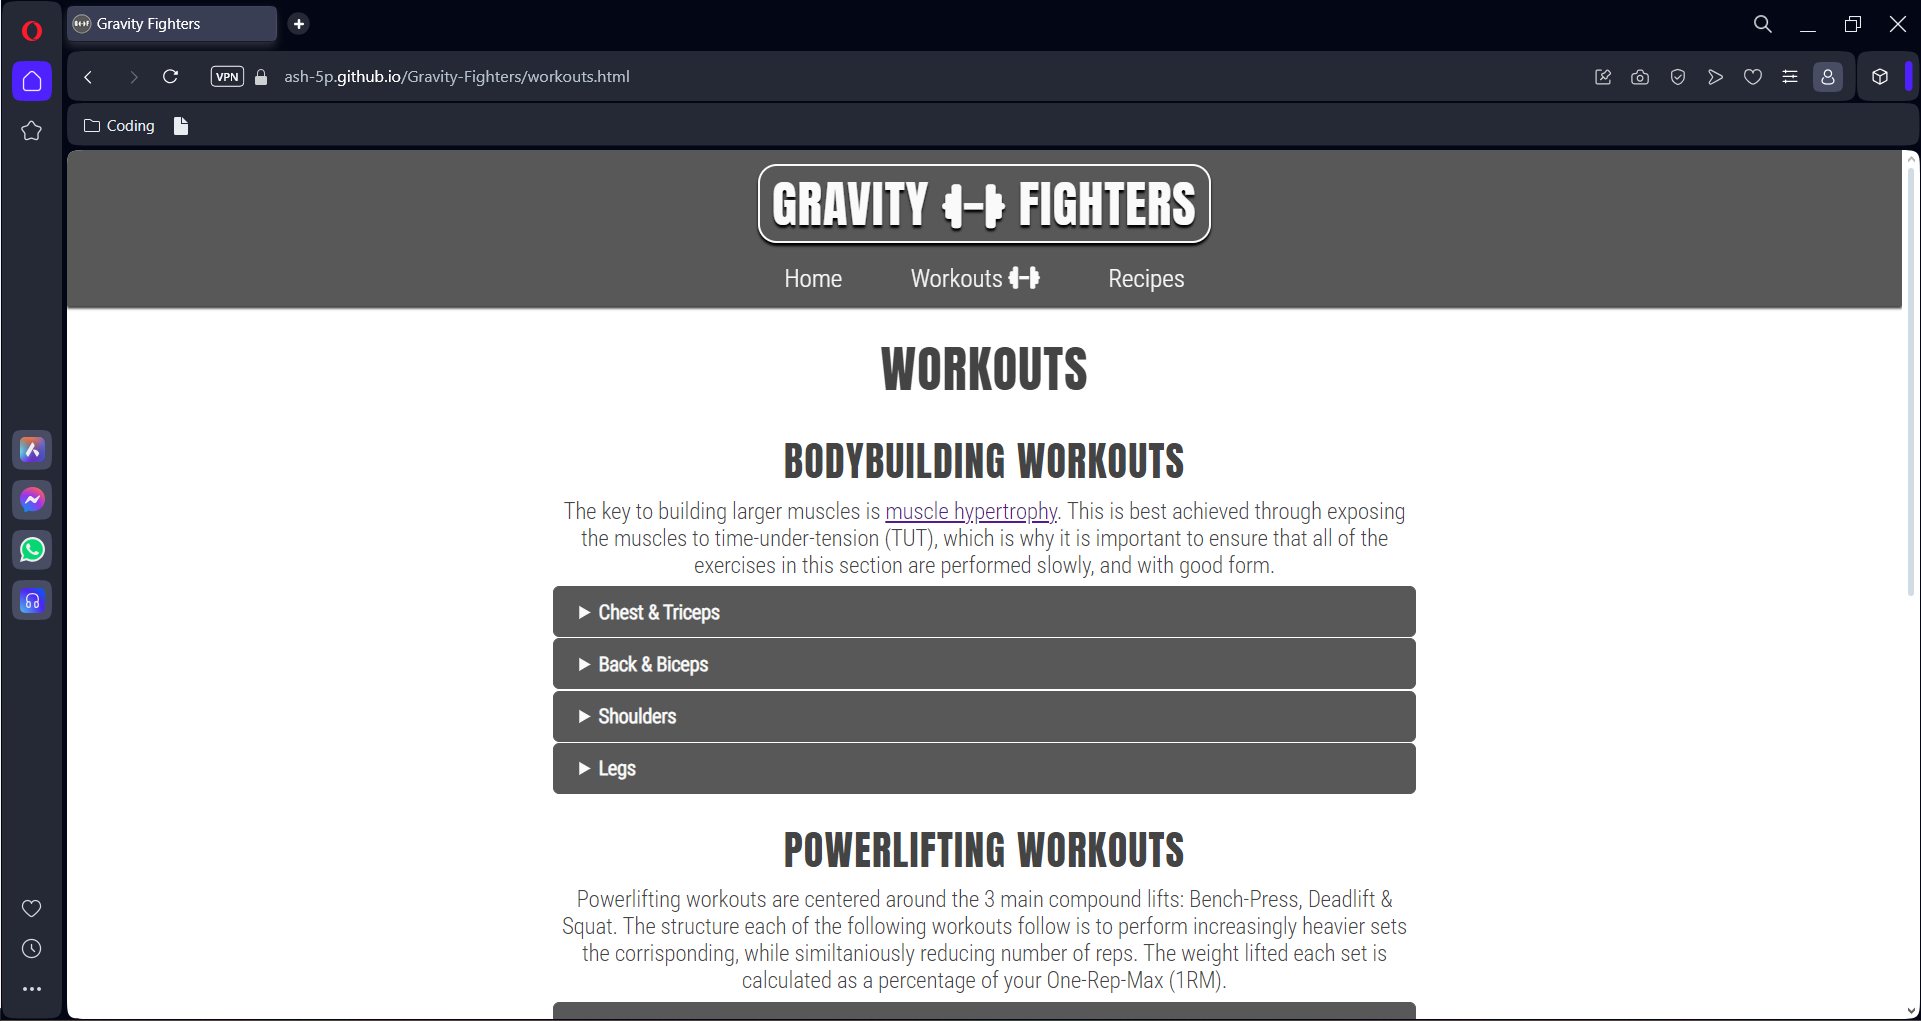 Gravity Fighters
VPN
ash-5p.github.io/Gravity-Fighters/workouts.html
Coding
GRAVITY FIGHTERS
Home Workouts Recipes
WORKOUTS
BODYBUILDING WORKOUTS
The key to building larger muscles is muscle hypertrophy. This is best achieved through exposing
the muscles to time-under-tension (TUT), which is why it is important to ensure that all of the
exercises in this section are performed slowly, and with good form.
Chest & Triceps
Back & Biceps
Shoulders
Legs
POWERLIFTING WORKOUTS
Powerlifting workouts are centered around the 3 main compound lifts: Bench-Press, Deadlift &
Squat. The structure each of the following workouts follow is to perform increasingly heavier sets
the corrisponding, while similtaniously reducing number of reps. The weight lifted each set is
calculated as a percentage of your One-Rep-Max (1RM).